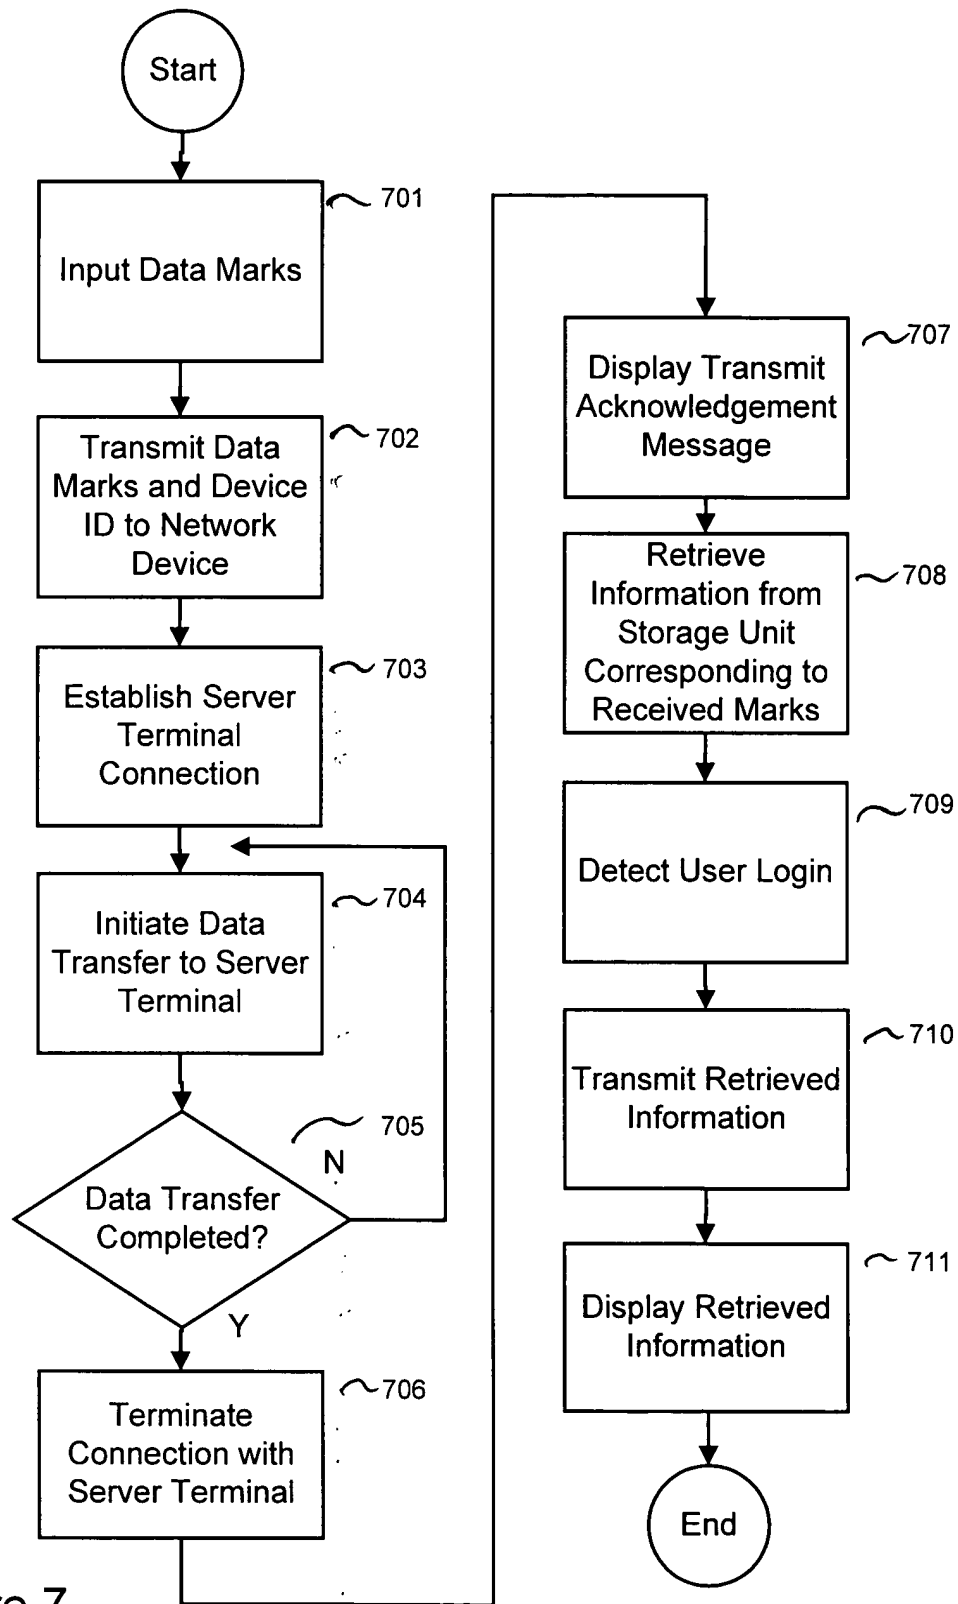 Start
701
Input Data Marks
702
Transmit Data
Marks and Device
ID to Network
Device
703
Establish Server
Terminal
Connection
704
Initiate Data
Transfer to Server
Terminal
705
N
Data Transfer
Completed?
Y
706
Terminate
Connection with
Server Terminal
707
Display Transmit
Acknowledgement
Message
708
Retrieve
Information from
Storage Unit
Corresponding to
Received Marks
709
Detect User Login
710
Transmit Retrieved
Information
711
Display Retrieved
Information
End
7